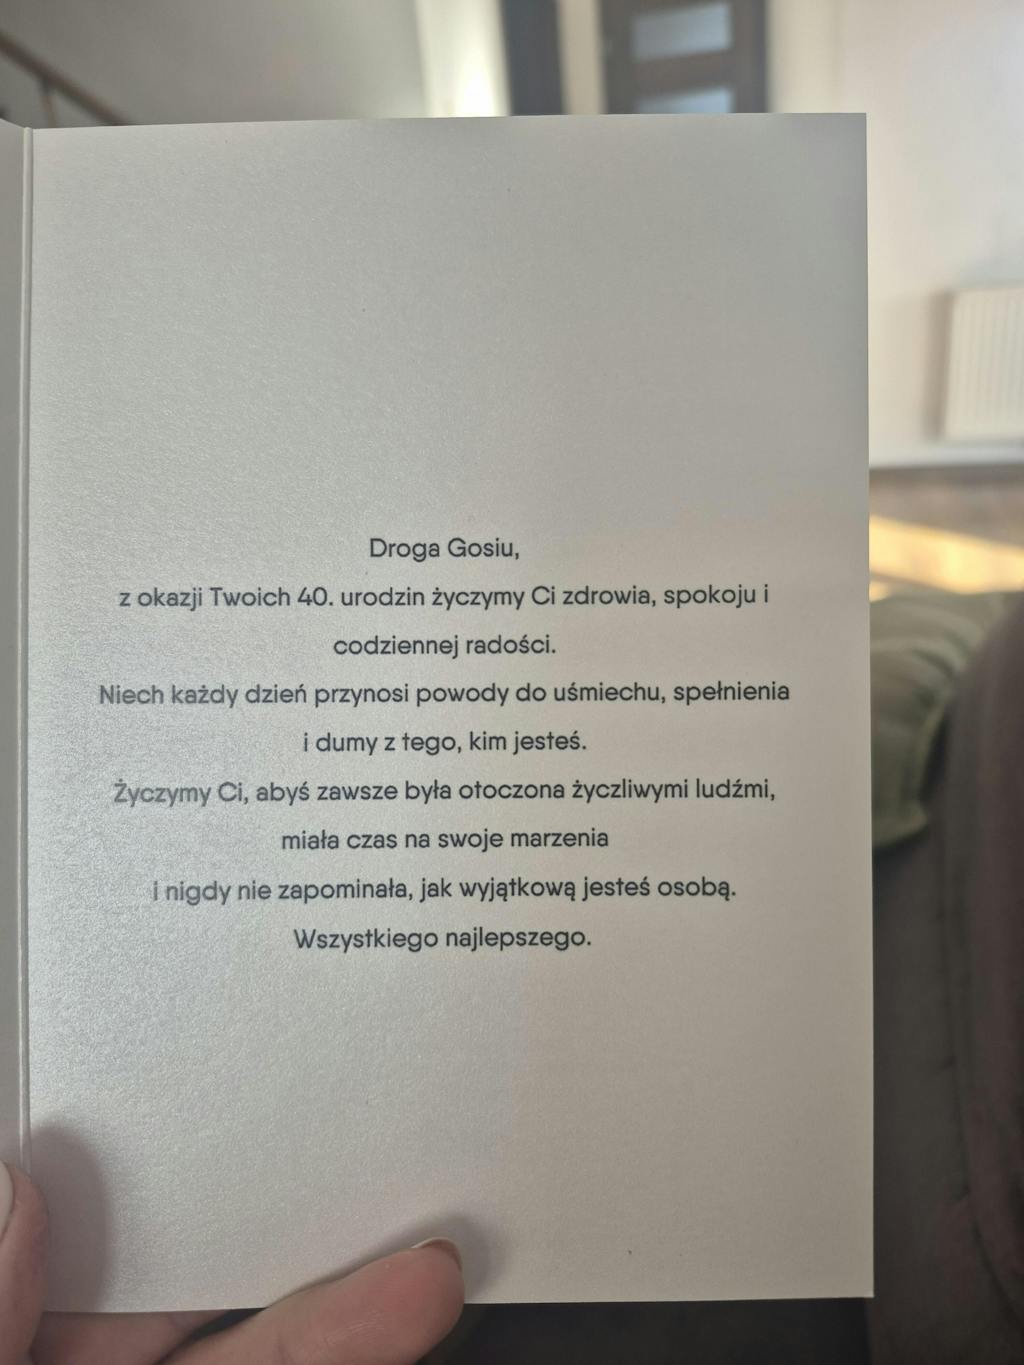 Droga Gosiu,
z okazji Twoich 40. urodzin życzymy Ci zdrowia, spokoju i
codziennej radości.
Niech każdy dzień przynosi powody do uśmiechu, spełnienia
i dumy z tego, kim jesteś.
Życzymy Ci, abyś zawsze była otoczona życzliwymi ludźmi,
miała czas na swoje marzenia
i nigdy nie zapominała, jak wyjątkową jesteś osobą.
Wszystkiego najlepszego.